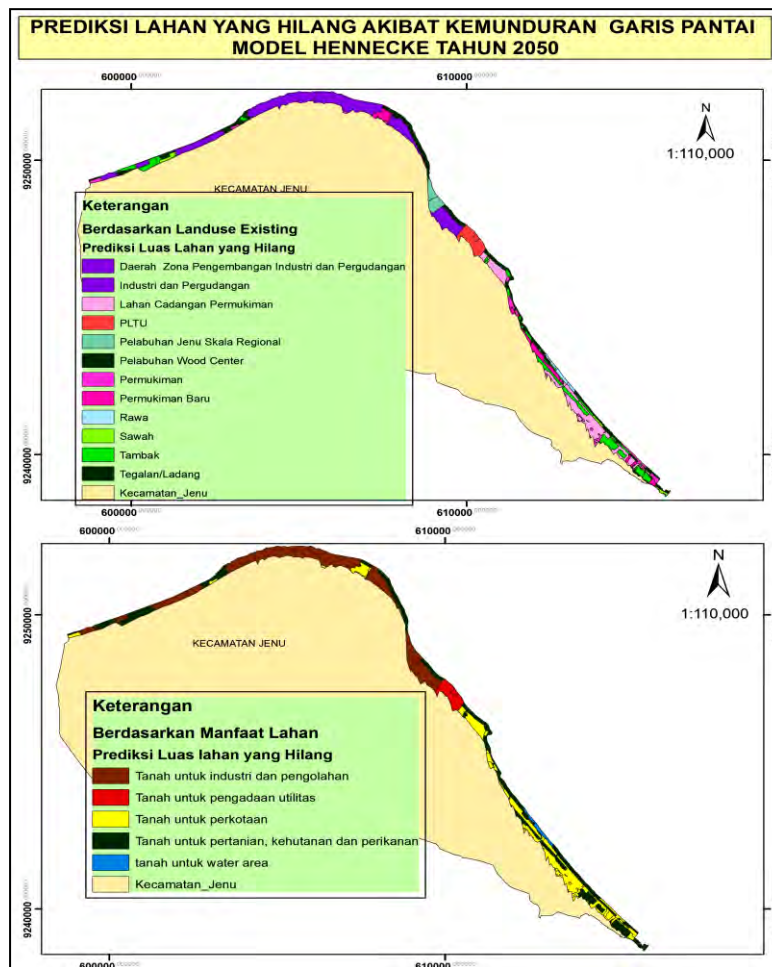 PREDIKSI LAHAN YANG HILANG AKIBAT KEMUNDURAN GARIS PANTAI
MODEL HENNECKE TAHUN 2050
600000 610000
N
1:110,000
9250000
9240000
KECAMATAN JENU
Keterangan
Berdasarkan Landuse Existing
Prediksi Luas Lahan yang Hilang
Daerah Zona Pengembangan Industri dan Pergudangan
Industri dan Pergudangan
Lahan Cadangan Permukiman
PLTU
Pelabuhan Jenu Skala Regional
Pelabuhan Wood Center
Permukiman
Permukiman Baru
Rawa
Sawah
Tambak
Tegalan/Ladang
Kecamatan_Jenu
600000 610000
600000 610000
N
1:110,000
9250000
9240000
KECAMATAN JENU
Keterangan
Berdasarkan Manfaat Lahan
Prediksi Luas lahan yang Hilang
Tanah untuk industri dan pengolahan
Tanah untuk pengadaan utilitas
Tanah untuk perkotaan
Tanah untuk pertanian, kehutanan dan perikanan
tanah untuk water area
Kecamatan_Jenu
600000 610000